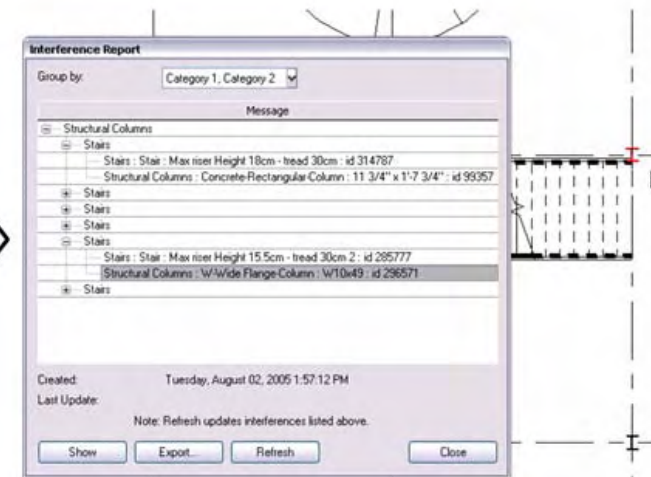 Interference Report
Group by: Category 1, Category 2
Message
Structural Columns
Stairs
Stairs : Stair : Max riser Height 18cm - tread 30cm : id 314787
Structural Columns : Concrete-Rectangular-Column : 11 3/4" x 1'-7 3/4" : id 99357
Stairs
Stairs
Stairs
Stairs
Stairs : Stair : Max riser Height 15.5cm - tread 30cm 2 : id 285777
Structural Columns : W-Wide Flange-Column : W10x49 : id 296571
Stairs
Created: Tuesday, August 02, 2005 1:57:12 PM
Last Update:
Note: Refresh updates interferences listed above.
Show Export... Refresh Close